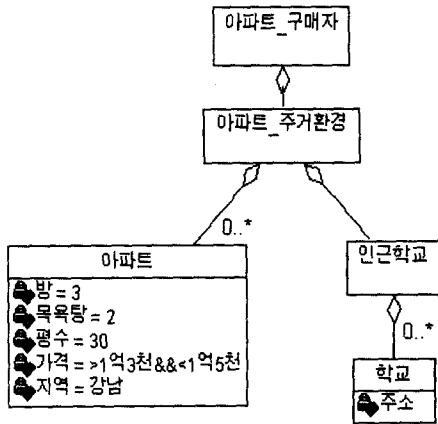 아파트_구매자
아파트_주거환경
0..*
아파트
방 = 3
목욕탕 = 2
평수 = 30
가격 = >1억3천&&<1억5천
지역 = 강남
인근학교
0..*
학교
주소